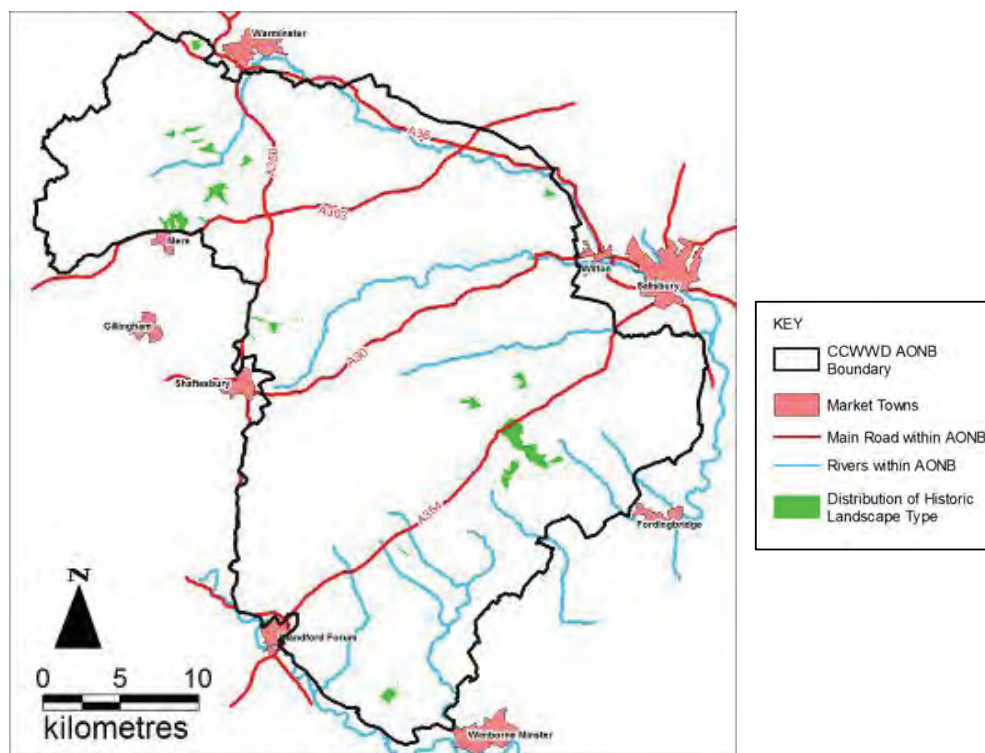 Warminster
A36
A350
A303
Mere
Wilton
Salisbury
Gillingham
A30
Shaftesbury
A354
Fordingbridge
Blandford Forum
Wimborne Minster
N
0 5 10
kilometres
KEY
CCWWD AONB
Boundary
Market Towns
Main Road within AONB
Rivers within AONB
Distribution of Historic
Landscape Type